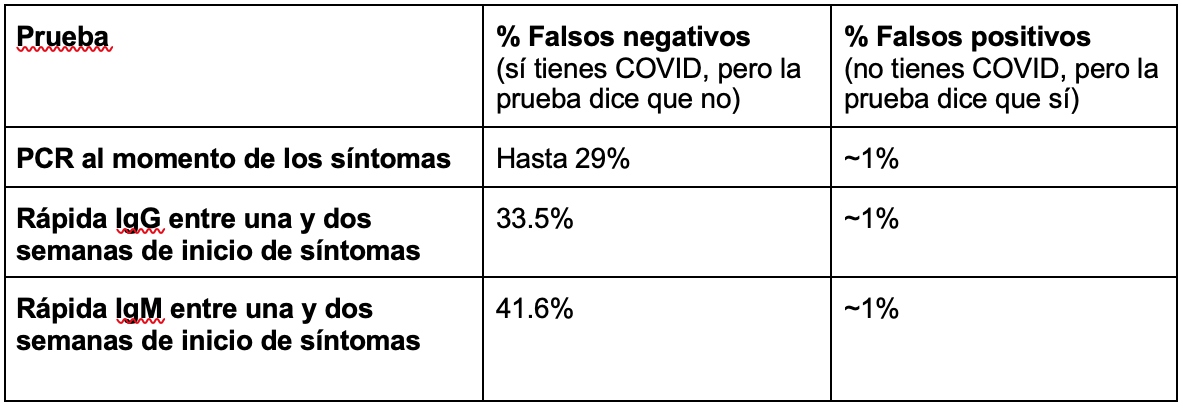 Prueba
% Falsos negativos
(sí tienes COVID, pero la
prueba dice que no)
% Falsos positivos
(no tienes COVID, pero la
prueba dice que sí)
PCR al momento de los síntomas
Hasta 29%
~1%
Rápida IgG entre una y dos
semanas de inicio de síntomas
33.5%
~1%
Rápida IgM entre una y dos
semanas de inicio de síntomas
41.6%
~1%